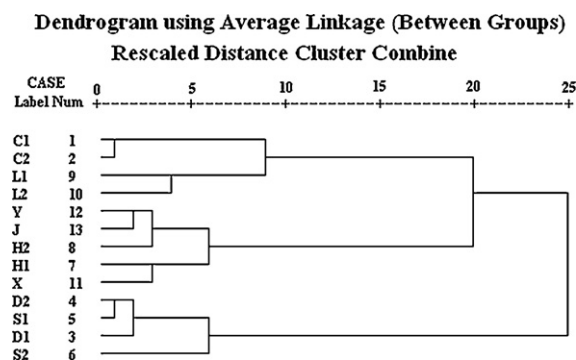 Dendrogram using Average Linkage (Between Groups)
Rescaled Distance Cluster Combine
CASE 0 5 10 15 20 25
Label Num
C1 1
C2 2
L1 9
L2 10
Y 12
J 13
H2 8
H1 7
X 11
D2 4
S1 5
D1 3
S2 6